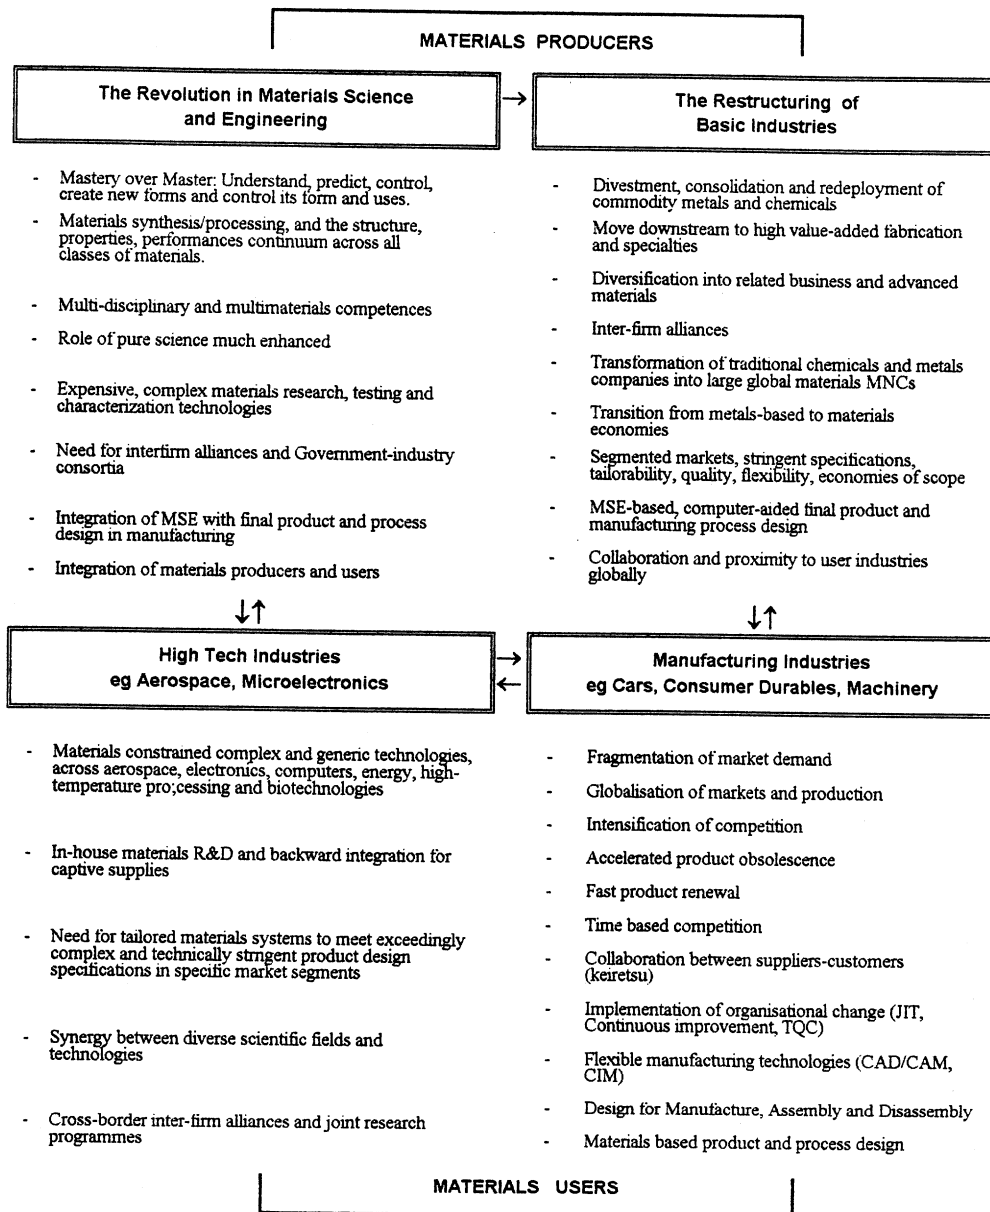 MATERIALS PRODUCERS
The Revolution in Materials Science
and Engineering
→
The Restructuring of
Basic Industries
- Mastery over Master: Understand, predict, control,
create new forms and control its form and uses.
- Materials synthesis/processing, and the structure,
properties, performances continuum across all
classes of materials.
- Multi-disciplinary and multimaterials competences
- Role of pure science much enhanced
- Expensive, complex materials research, testing and
characterization technologies
- Need for interfirm alliances and Government-industry
consortia
- Integration of MSE with final product and process
design in manufacturing
- Integration of materials producers and users
- Divestment, consolidation and redeployment of
commodity metals and chemicals
- Move downstream to high value-added fabrication
and specialties
- Diversification into related business and advanced
materials
- Inter-firm alliances
- Transformation of traditional chemicals and metals
companies into large global materials MNCs
- Transition from metals-based to materials
economies
- Segmented markets, stringent specifications,
tailorability, quality, flexibility, economies of scope
- MSE-based, computer-aided final product and
manufacturing process design
- Collaboration and proximity to user industries
globally
↓↑
↓↑
High Tech Industries
eg Aerospace, Microelectronics
→
←
Manufacturing Industries
eg Cars, Consumer Durables, Machinery
- Materials constrained complex and generic technologies,
across aerospace, electronics, computers, energy, high-
temperature pro;cessing and biotechnologies
- In-house materials R&D and backward integration for
captive supplies
- Need for tailored materials systems to meet exceedingly
complex and technically strngent product design
specifications in specific market segments
- Synergy between diverse scientific fields and
technologies
- Cross-border inter-firm alliances and joint research
programmes
- Fragmentation of market demand
- Globalisation of markets and production
- Intensification of competition
- Accelerated product obsolescence
- Fast product renewal
- Time based competition
- Collaboration between suppliers-customers
(keiretsu)
- Implementation of organisational change (JIT,
Continuous improvement, TQC)
- Flexible manufacturing technologies (CAD/CAM,
CIM)
- Design for Manufacture, Assembly and Disassembly
- Materials based product and process design
MATERIALS USERS